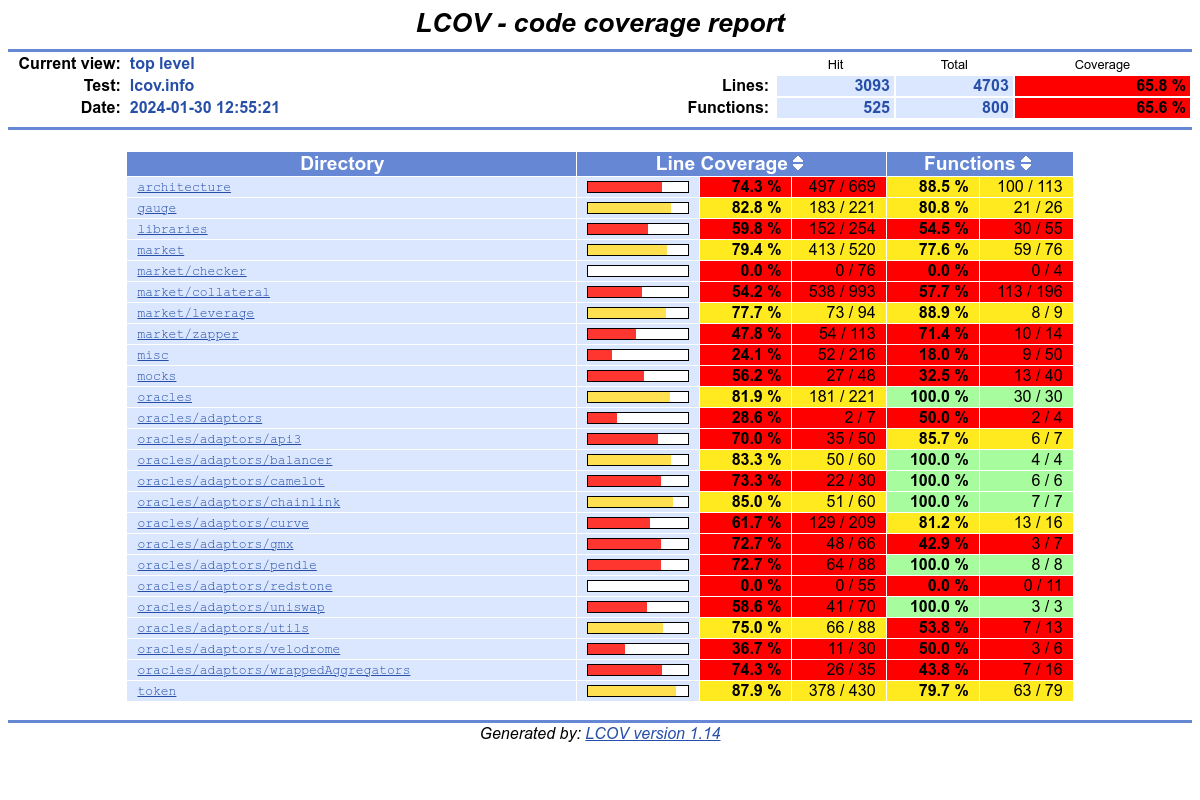 LCOV - code coverage report
Current view: top level Hit Total Coverage
Test: lcov.info Lines: 3093 4703 65.8 %
Date: 2024-01-30 12:55:21 Functions: 525 800 65.6 %
Directory Line Coverage Functions
architecture 74.3 % 497 / 669 88.5 % 100 / 113
gauge 82.8 % 183 / 221 80.8 % 21 / 26
libraries 59.8 % 152 / 254 54.5 % 30 / 55
market 79.4 % 413 / 520 77.6 % 59 / 76
market/checker 0.0 % 0 / 76 0.0 % 0 / 4
market/collateral 54.2 % 538 / 993 57.7 % 113 / 196
market/leverage 77.7 % 73 / 94 88.9 % 8 / 9
market/zapper 47.8 % 54 / 113 71.4 % 10 / 14
misc 24.1 % 52 / 216 18.0 % 9 / 50
mocks 56.2 % 27 / 48 32.5 % 13 / 40
oracles 81.9 % 181 / 221 100.0 % 30 / 30
oracles/adaptors 28.6 % 2 / 7 50.0 % 2 / 4
oracles/adaptors/api3 70.0 % 35 / 50 85.7 % 6 / 7
oracles/adaptors/balancer 83.3 % 50 / 60 100.0 % 4 / 4
oracles/adaptors/camelot 73.3 % 22 / 30 100.0 % 6 / 6
oracles/adaptors/chainlink 85.0 % 51 / 60 100.0 % 7 / 7
oracles/adaptors/curve 61.7 % 129 / 209 81.2 % 13 / 16
oracles/adaptors/gmx 72.7 % 48 / 66 42.9 % 3 / 7
oracles/adaptors/pendle 72.7 % 64 / 88 100.0 % 8 / 8
oracles/adaptors/redstone 0.0 % 0 / 55 0.0 % 0 / 11
oracles/adaptors/uniswap 58.6 % 41 / 70 100.0 % 3 / 3
oracles/adaptors/utils 75.0 % 66 / 88 53.8 % 7 / 13
oracles/adaptors/velodrome 36.7 % 11 / 30 50.0 % 3 / 6
oracles/adaptors/wrappedAggregators 74.3 % 26 / 35 43.8 % 7 / 16
token 87.9 % 378 / 430 79.7 % 63 / 79
Generated by: LCOV version 1.14